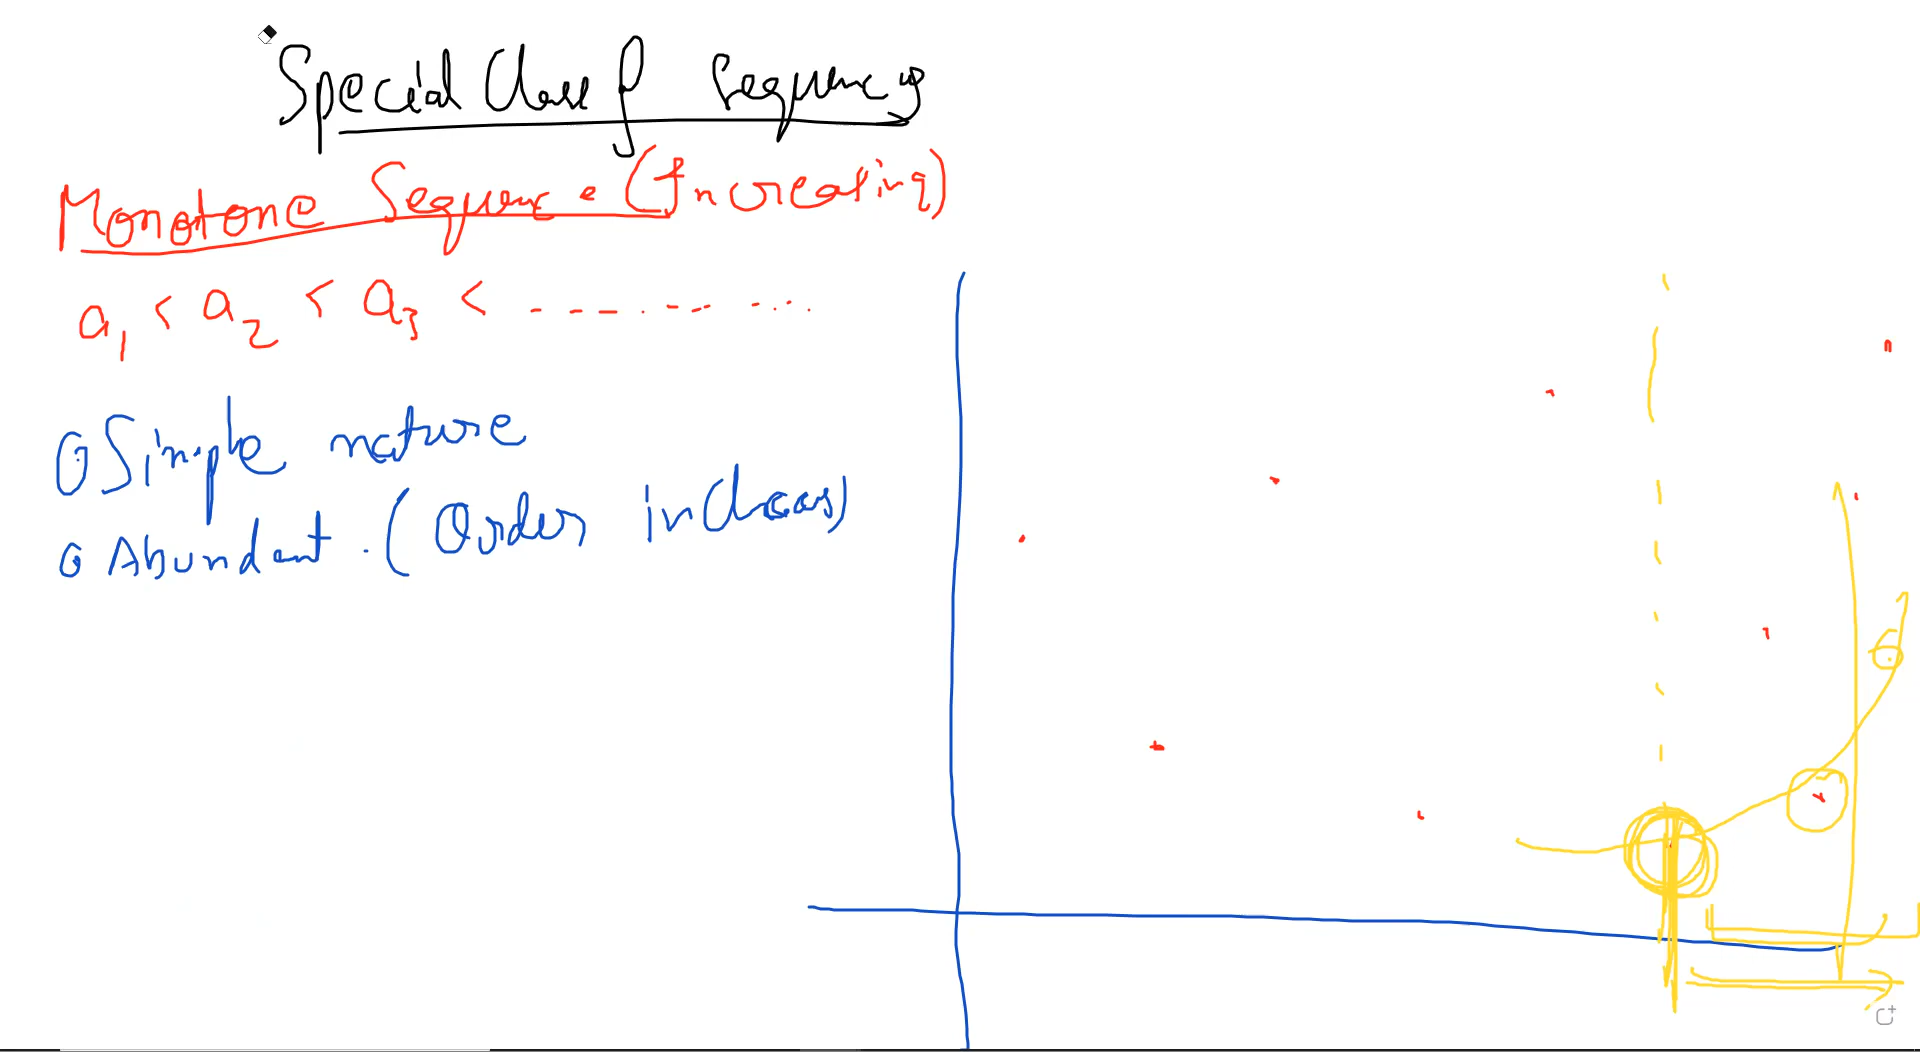 Special Class of Sequences
Monotone Sequence (Increasing)
a₁ < a₂ < a₃ < - - - - . - - - . . .
⊙ Simple nature
⊙ Abundant . ( Order in Chaos )